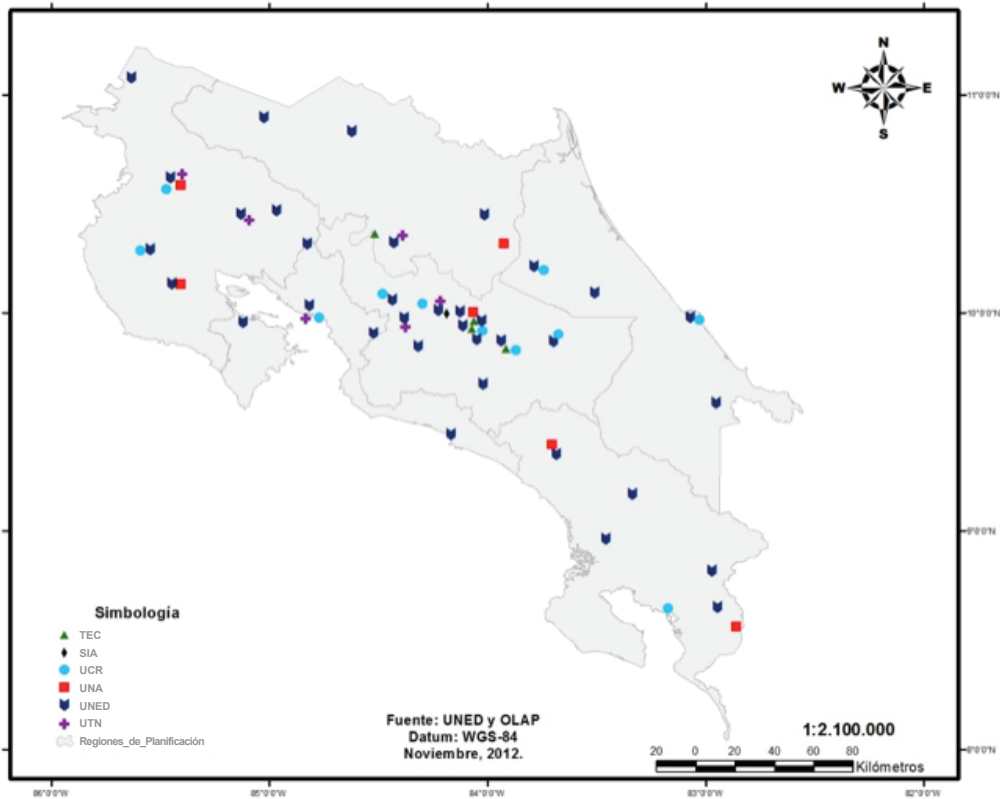 N
W E
S
11°0'0"N
10°0'0"N
9°0'0"N
8°0'0"N
Simbología
TEC
SIA
UCR
UNA
UNED
UTN
Regiones_de_Planificación
Fuente: UNED y OLAP
Datum: WGS-84
Noviembre, 2012.
1:2.100.000
20 0 20 40 60 80
Kilómetros
86°0'0"W 85°0'0"W 84°0'0"W 83°0'0"W 82°0'0"W